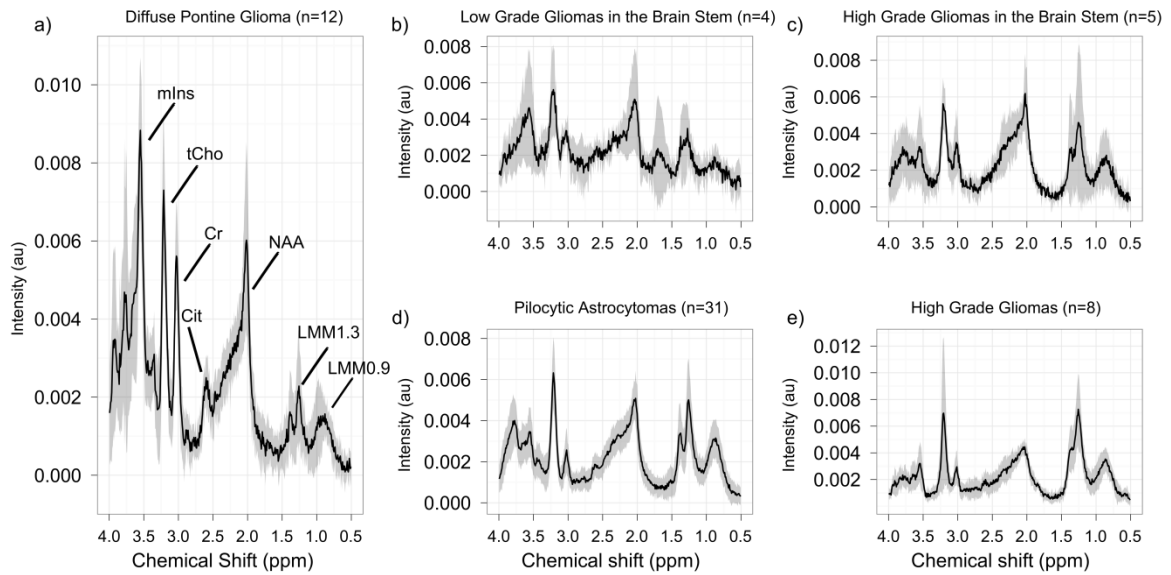 a) Diffuse Pontine Glioma (n=12)
Intensity (au)
0.010
0.008
0.006
0.004
0.002
0.000
mIns
tCho
Cr
NAA
Cit
LMM1.3
LMM0.9
4.0 3.5 3.0 2.5 2.0 1.5 1.0 0.5
Chemical Shift (ppm)
b) Low Grade Gliomas in the Brain Stem (n=4)
Intensity (au)
0.008
0.006
0.004
0.002
0.000
4.0 3.5 3.0 2.5 2.0 1.5 1.0 0.5
c) High Grade Gliomas in the Brain Stem (n=5)
Intensity (au)
0.008
0.006
0.004
0.002
0.000
4.0 3.5 3.0 2.5 2.0 1.5 1.0 0.5
d) Pilocytic Astrocytomas (n=31)
Intensity (au)
0.008
0.006
0.004
0.002
0.000
4.0 3.5 3.0 2.5 2.0 1.5 1.0 0.5
Chemical shift (ppm)
e) High Grade Gliomas (n=8)
Intensity (au)
0.012
0.010
0.008
0.006
0.004
0.002
4.0 3.5 3.0 2.5 2.0 1.5 1.0 0.5
Chemical shift (ppm)